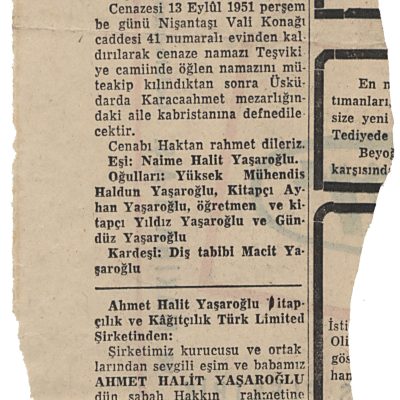 Cenazesi 13 Eylûl 1951 perşem
be günü Nişantaşı Vali Konağı
caddesi 41 numaralı evinden kal
dırılarak cenaze namazı Teşviki
ye camiinde öğlen namazını mü
teakip kılındıktan sonra Üskü
darda Karacaahmet mezarlığın
daki aile kabristanına defnedile
cektir.
Cenabı Haktan rahmet dileriz.
Eşi: Naime Halit Yaşaroğlu.
Oğulları: Yüksek Mühendis
Haldun Yaşaroğlu, Kitapçı Ay
han Yaşaroğlu, öğretmen ve ki-
tapçı Yıldız Yaşaroğlu ve Gün-
düz Yaşaroğlu
Kardeşi: Diş tabibi Macit Ya-
şaroğlu
Ahmet Halit Yaşaroğlu Kitap-
çılık ve Kâğıtçılık Türk Limited
Şirketinden:
Şirketimiz kurucusu ve ortak
larından sevgili eşim ve babamız
AHMET HALİT YAŞAROĞLU
dün sabah Hakkın rahmetine
En n
tımanları,
size yeni
Tediyede
Beyoğ
karşısında
İsti
Oli
gös
han